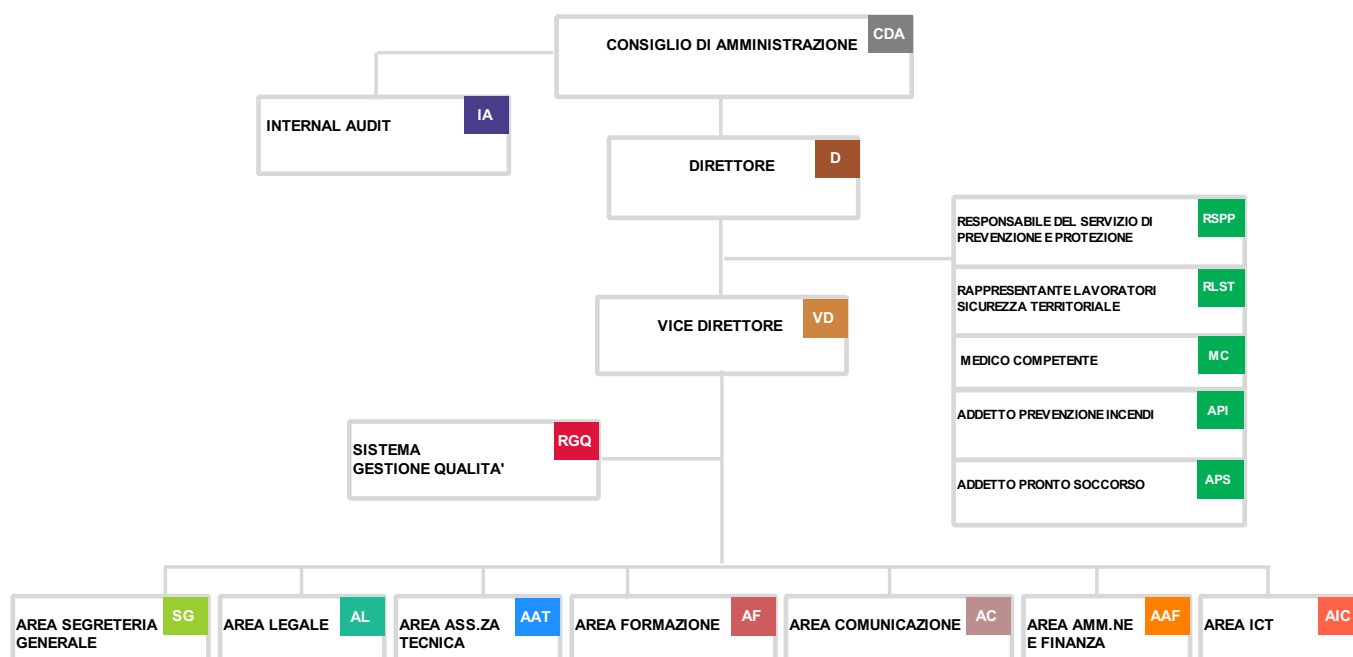 CONSIGLIO DI AMMINISTRAZIONE
CDA
INTERNAL AUDIT
IA
DIRETTORE
D
RESPONSABILE DEL SERVIZIO DI
PREVENZIONE E PROTEZIONE
RSPP
RAPPRESENTANTE LAVORATORI
SICUREZZA TERRITORIALE
RLST
MEDICO COMPETENTE
MC
ADDETTO PREVENZIONE INCENDI
API
ADDETTO PRONTO SOCCORSO
APS
VICE DIRETTORE
VD
SISTEMA
GESTIONE QUALITA'
RGQ
AREA SEGRETERIA
GENERALE
SG
AREA LEGALE
AL
AREA ASS.ZA
TECNICA
AAT
AREA FORMAZIONE
AF
AREA COMUNICAZIONE
AC
AREA AMM.NE
E FINANZA
AAF
AREA ICT
AIC